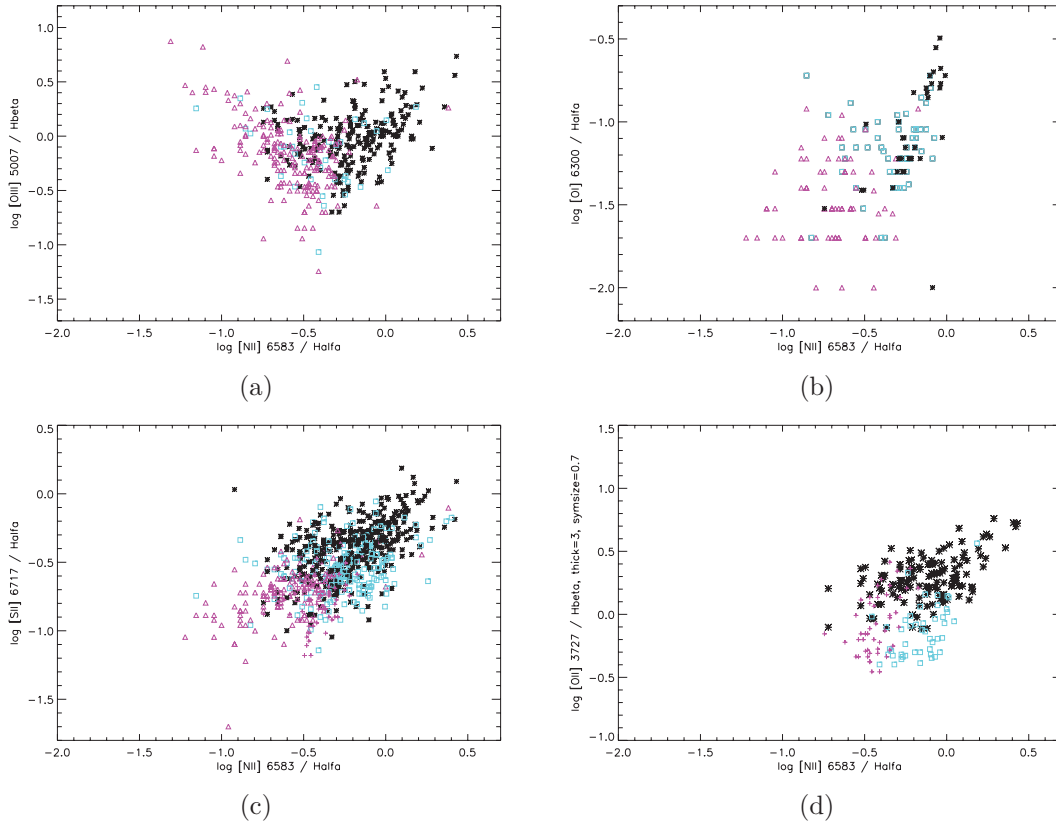 1.0
0.5
0.0
−0.5
−1.0
−1.5
log [OIII] 5007 / Hbeta
−2.0 −1.5 −1.0 −0.5 0.0 0.5
log [NII] 6583 / Halfa
(a)
−0.5
−1.0
−1.5
−2.0
log [OI] 6300 / Halfa
−2.0 −1.5 −1.0 −0.5 0.0 0.5
log [NII] 6583 / Halfa
(b)
0.5
0.0
−0.5
−1.0
−1.5
log [SII] 6717 / Halfa
−2.0 −1.5 −1.0 −0.5 0.0 0.5
log [NII] 6583 / Halfa
(c)
1.5
1.0
0.5
0.0
−0.5
−1.0
log [OII] 3727 / Hbeta, thick=3, symsize=0.7
−2.0 −1.5 −1.0 −0.5 0.0 0.5
log [NII] 6583 / Halfa
(d)